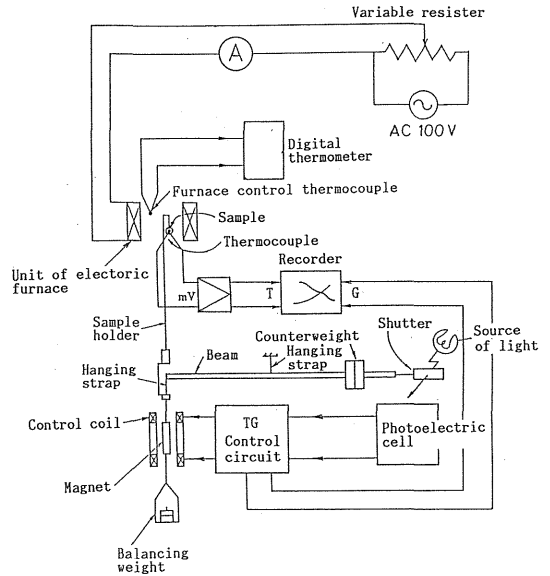 Variable resister
A
AC 100V
Digital
thermometer
Furnace control thermocouple
Sample
Thermocouple
Unit of electoric
furnace
Recorder
mV
T
G
Sample
holder
Counterweight
Hanging
strap
Shutter
Source
of light
Beam
Hanging
strap
Control coil
TG
Control
circuit
Photoelectric
cell
Magnet
Balancing
weight